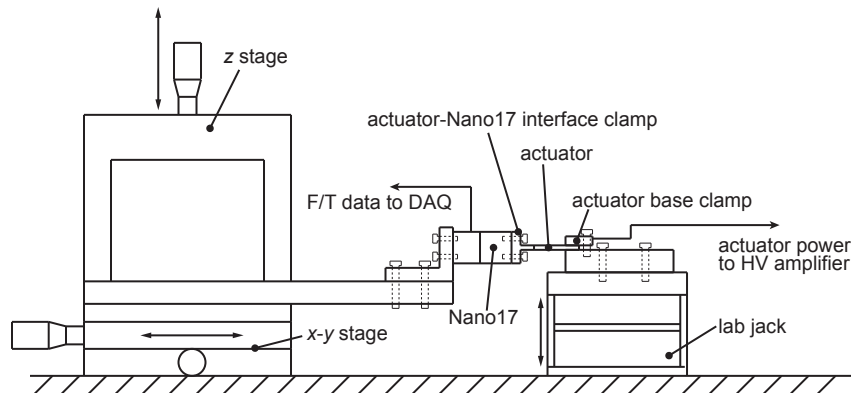 z stage
actuator-Nano17 interface clamp
actuator
F/T data to DAQ
actuator base clamp
actuator power
to HV amplifier
Nano17
x-y stage
lab jack